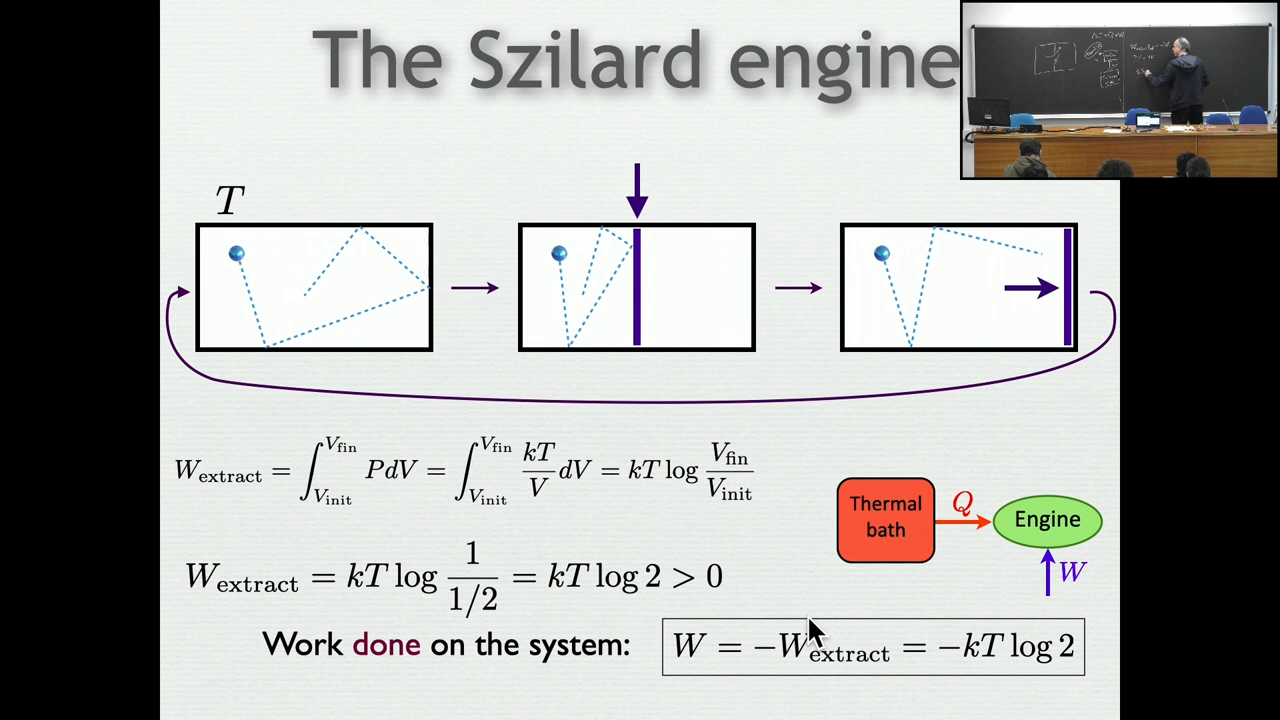 The Szilard engine
T
W_extract = ∫_{V_init}^{V_fin} PdV = ∫_{V_init}^{V_fin} kT/V dV = kT log V_fin/V_init
Thermal
bath
Q
Engine
W
W_extract = kT log 1/(1/2) = kT log 2 > 0
Work done on the system:
W = −W_extract = −kT log 2